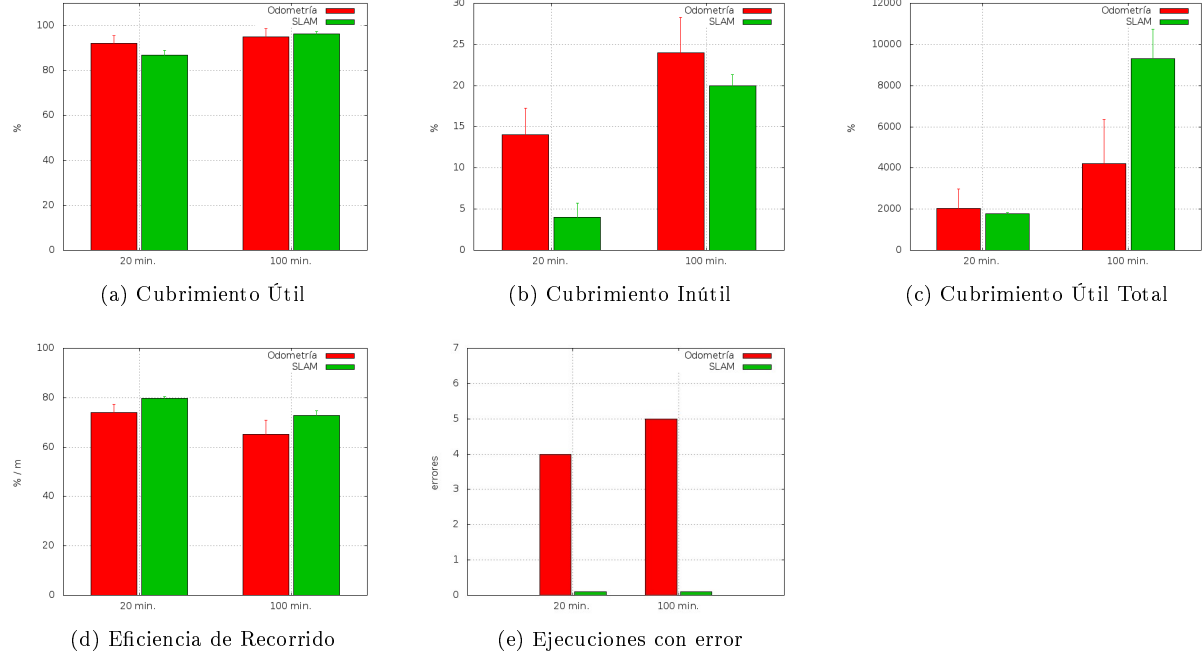 Odometría
SLAM
100
80
60
40
20
0
%
20 min.
100 min.
(a) Cubrimiento Útil
Odometría
SLAM
30
25
20
15
10
5
0
%
20 min.
100 min.
(b) Cubrimiento Inútil
Odometría
SLAM
12000
10000
8000
6000
4000
2000
0
%
20 min.
100 min.
(c) Cubrimiento Útil Total
Odometría
SLAM
100
80
60
40
20
0
% / m
20 min.
100 min.
(d) Eficiencia de Recorrido
Odometría
SLAM
7
6
5
4
3
2
1
0
errores
20 min.
100 min.
(e) Ejecuciones con error